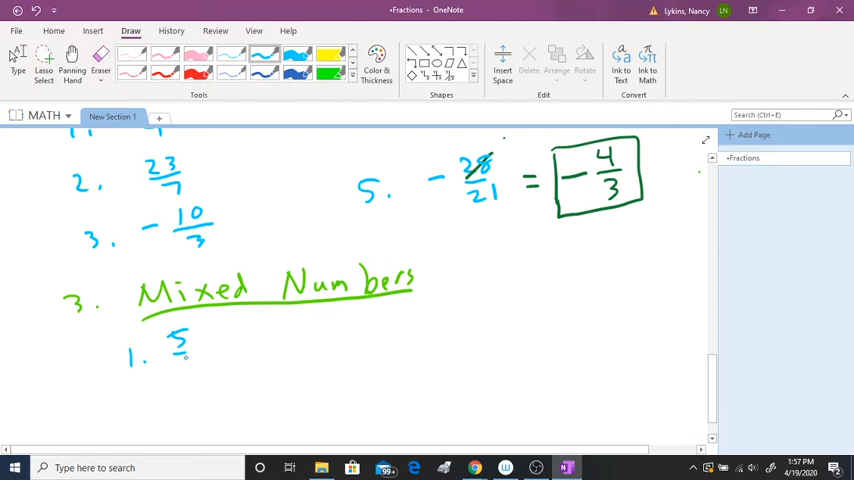 •Fractions - OneNote
Lykins, Nancy
LN
File Home Insert Draw History Review View
Type
Lasso Select
Panning Hand
Eraser
Color & Thickness
Insert Space
Delete
Arrange
Rotate
Ink to Text
Ink to Math
Tools
Shapes
Edit
Convert
MATH
New Section 1
Search (Ctrl+E)
Add Page
Fractions
2. 23/7
3. - 10/3
5. - 28/21 = - 4/3
3. Mixed Numbers
1. 5
Type here to search
99+
1:57 PM
4/19/2020